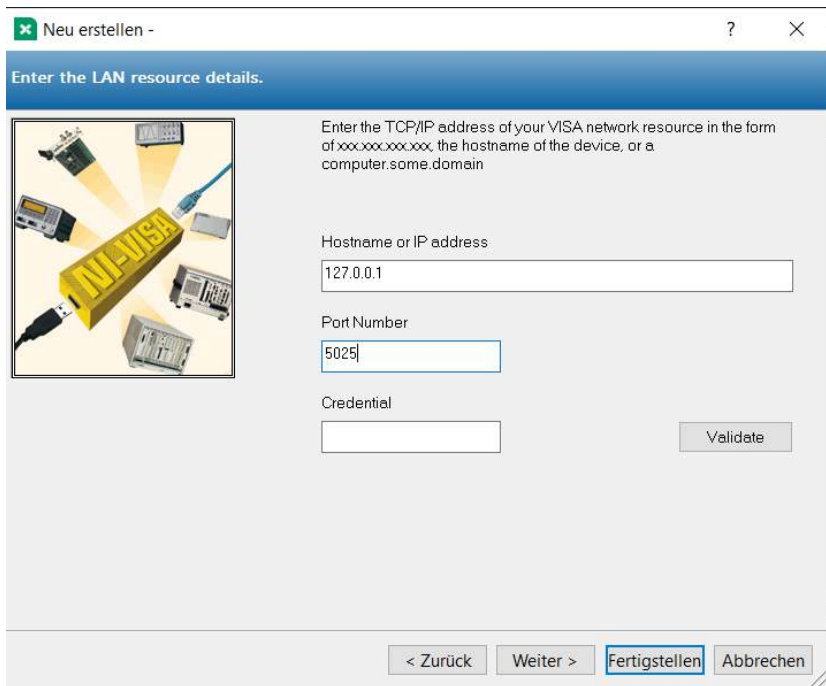 Neu erstellen -
?
Enter the LAN resource details.
NI-VISA
Enter the TCP/IP address of your VISA network resource in the form
of xxx.xxx.xxx.xxx, the hostname of the device, or a
computer.some.domain
Hostname or IP address
127.0.0.1
Port Number
5025
Credential
Validate
< Zurück
Weiter >
Fertigstellen
Abbrechen